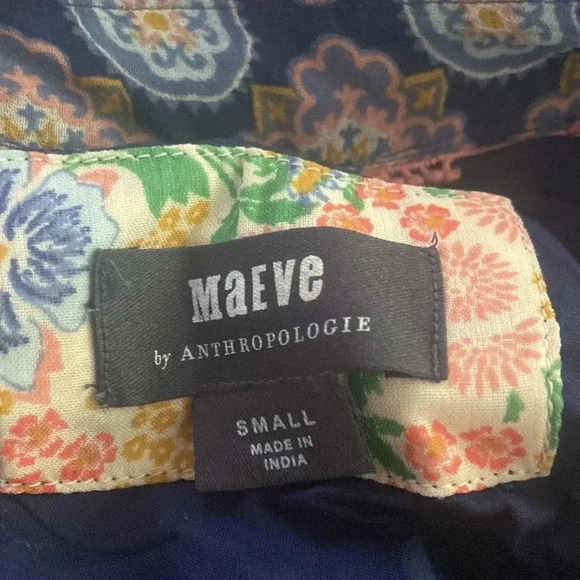 MaEve
by ANTHROPOLOGIE
SMALL
MADE IN
INDIA